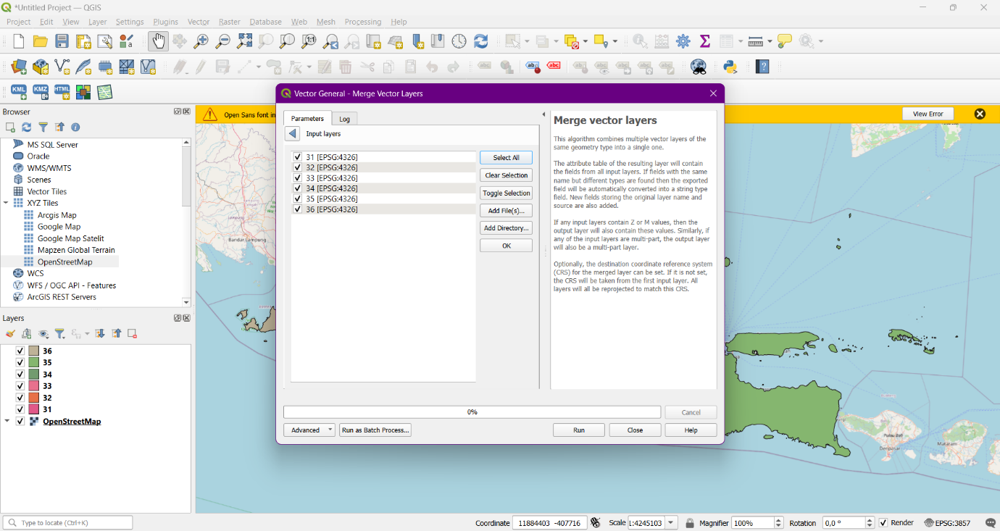 *Untitled Project — QGIS
Project Edit View Layer Settings Plugins Vector Raster Database Web Mesh Processing Help
KML KMZ HTML
Browser
MS SQL Server
Oracle
WMS/WMTS
Scenes
Vector Tiles
XYZ Tiles
Arcgis Map
Google Map
Google Map Satelit
Mapzen Global Terrain
OpenStreetMap
WCS
WFS / OGC API - Features
ArcGIS REST Servers
Layers
36
35
34
33
32
31
OpenStreetMap
Open Sans font in
View Error
Bandar Lampung
Vector General - Merge Vector Layers
Parameters Log
Input layers
31 [EPSG:4326]
32 [EPSG:4326]
33 [EPSG:4326]
34 [EPSG:4326]
35 [EPSG:4326]
36 [EPSG:4326]
Select All
Clear Selection
Toggle Selection
Add File(s)...
Add Directory...
OK
Merge vector layers
This algorithm combines multiple vector layers of the
same geometry type into a single one.
The attribute table of the resulting layer will contain
the fields from all input layers. If fields with the same
name but different types are found then the exported
field will be automatically converted into a string type
field. New fields storing the original layer name and
source are also added.
If any input layers contain Z or M values, then the
output layer will also contain these values. Similarly, if
any of the input layers are multi-part, the output layer
will also be a multi-part layer.
Optionally, the destination coordinate reference system
(CRS) for the merged layer can be set. If it is not set,
the CRS will be taken from the first input layer. All
layers will all be reprojected to match this CRS.
0%
Cancel
Advanced Run as Batch Process... Run Close Help
Denpasar
Mataram
Type to locate (Ctrl+K)
Coordinate 11884403 -407716 Scale 1:4245103 Magnifier 100% Rotation 0,0 ° Render EPSG:3857